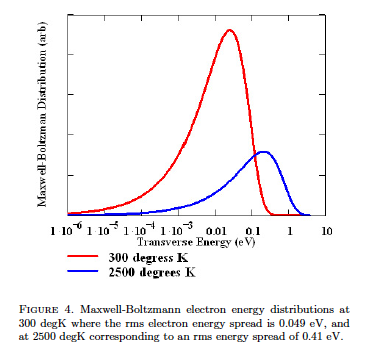 Maxwell-Boltzman Distribution (arb)
1·10⁻⁶ 1·10⁻⁵ 1·10⁻⁴ 1·10⁻³ 0.01 0.1 1 10
Transverse Energy (eV)
300 degress K
2500 degrees K
FIGURE 4. Maxwell-Boltzmann electron energy distributions at
300 degK where the rms electron energy spread is 0.049 eV, and
at 2500 degK corresponding to an rms energy spread of 0.41 eV.